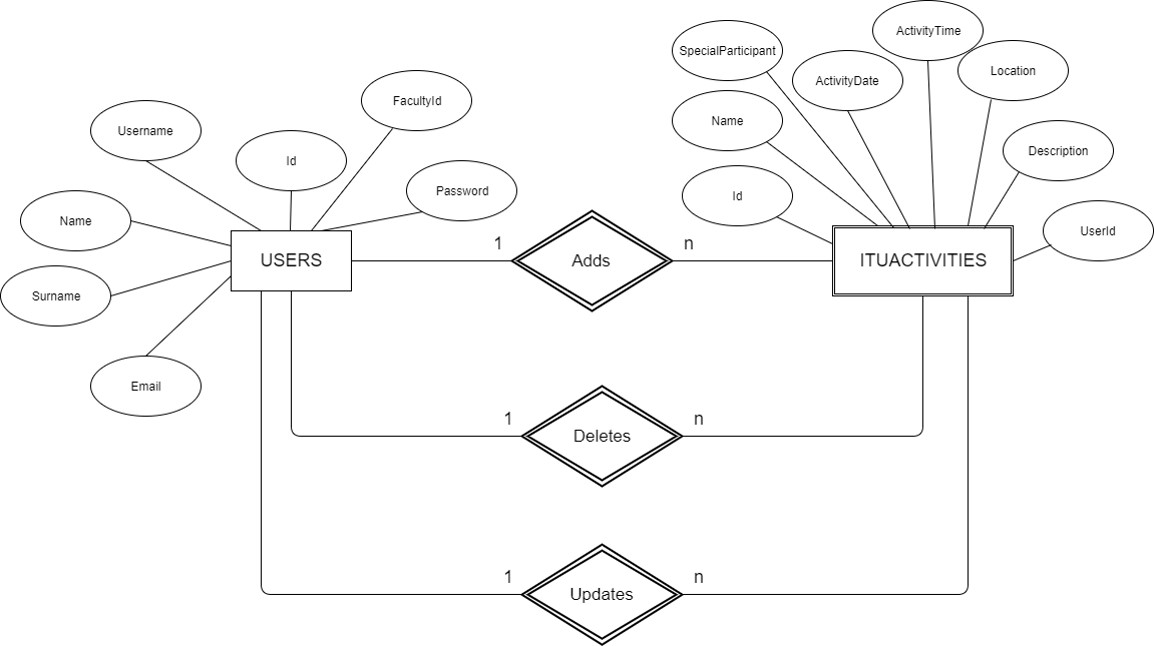 ActivityTime
SpecialParticipant
ActivityDate
Location
FacultyId
Name
Username
Description
Id
Password
Id
Name
UserId
1
n
USERS
Adds
ITUACTIVITIES
Surname
Email
1
n
Deletes
1
n
Updates